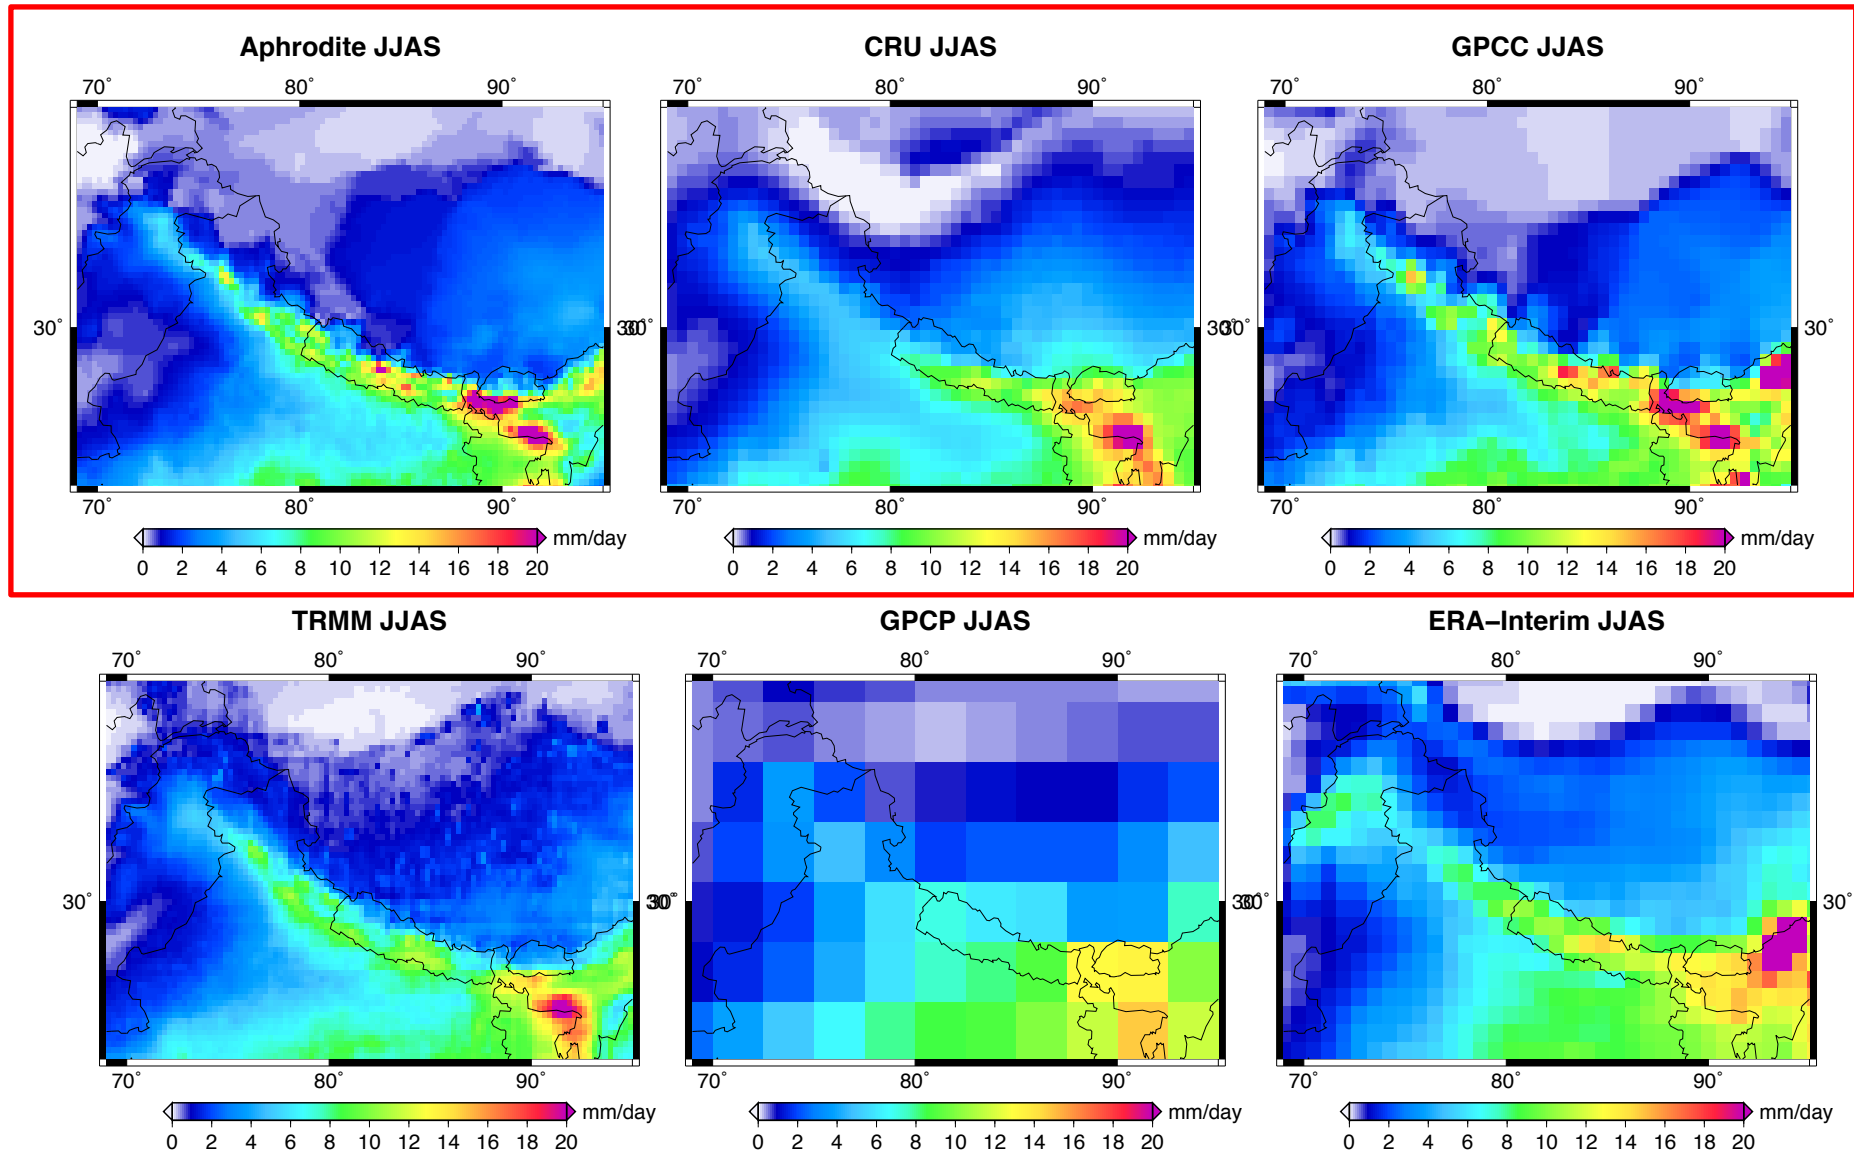 Aphrodite JJAS CRU JJAS GPCC JJAS
70° 80° 90° 70° 80° 90° 70° 80° 90°
30° 30° 30° 30° 30°
70° 80° 90° 70° 80° 90° 70° 80° 90°
mm/day mm/day mm/day
0 2 4 6 8 10 12 14 16 18 20 0 2 4 6 8 10 12 14 16 18 20 0 2 4 6 8 10 12 14 16 18 20
TRMM JJAS GPCP JJAS ERA–Interim JJAS
70° 80° 90° 70° 80° 90° 70° 80° 90°
30° 30° 30° 30° 30° 30°
70° 80° 90° 70° 80° 90° 70° 80° 90°
mm/day mm/day mm/day
0 2 4 6 8 10 12 14 16 18 20 0 2 4 6 8 10 12 14 16 18 20 0 2 4 6 8 10 12 14 16 18 20